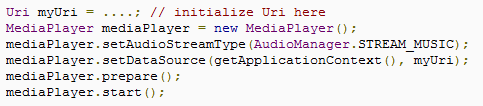 Uri myUri = ....; // initialize Uri here
MediaPlayer mediaPlayer = new MediaPlayer();
mediaPlayer.setAudioStreamType(AudioManager.STREAM_MUSIC);
mediaPlayer.setDataSource(getApplicationContext(), myUri);
mediaPlayer.prepare();
mediaPlayer.start();